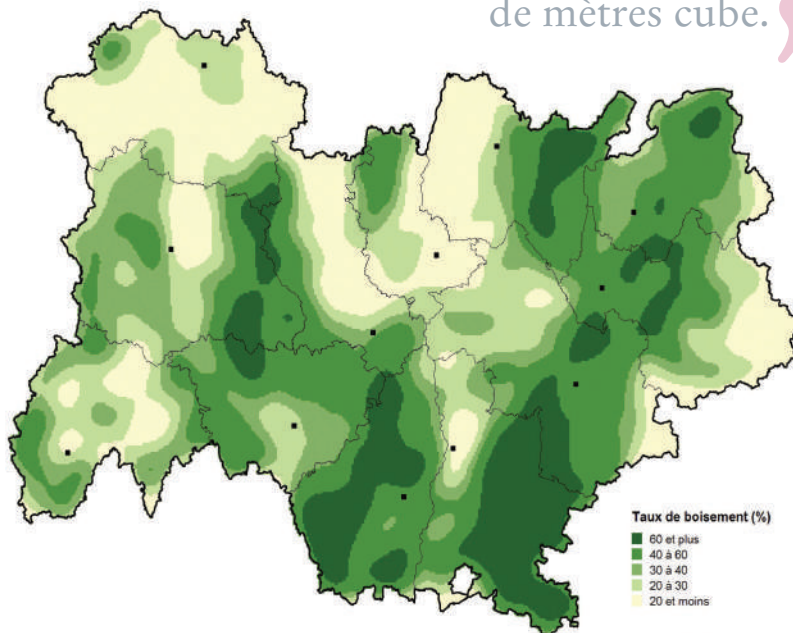 de mètres cube.
Taux de boisement (%)
60 et plus
40 à 60
30 à 40
20 à 30
20 et moins